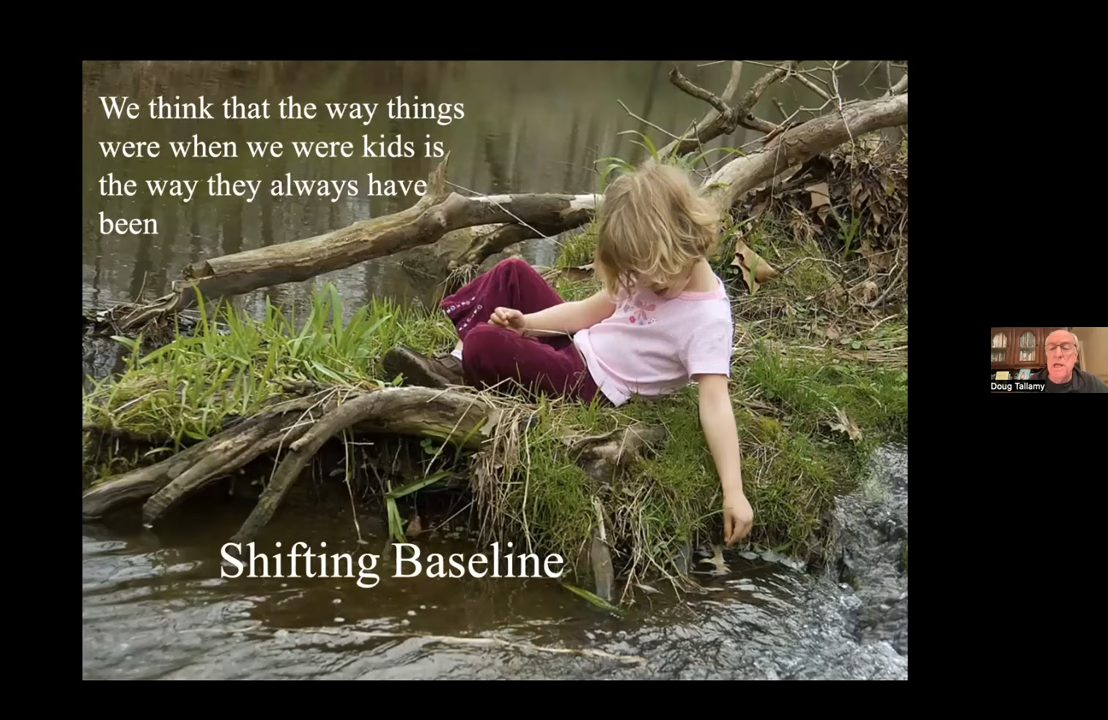 We think that the way things
were when we were kids is
the way they always have
been
Shifting Baseline
Doug Tallamy